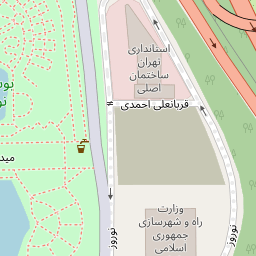 استانداری
تهران
ساختمان
اصلی
قربانعلی احمدی
وزارت
راه و شهرسازی
جمهوری
اسلامی
نوروز
نوروز